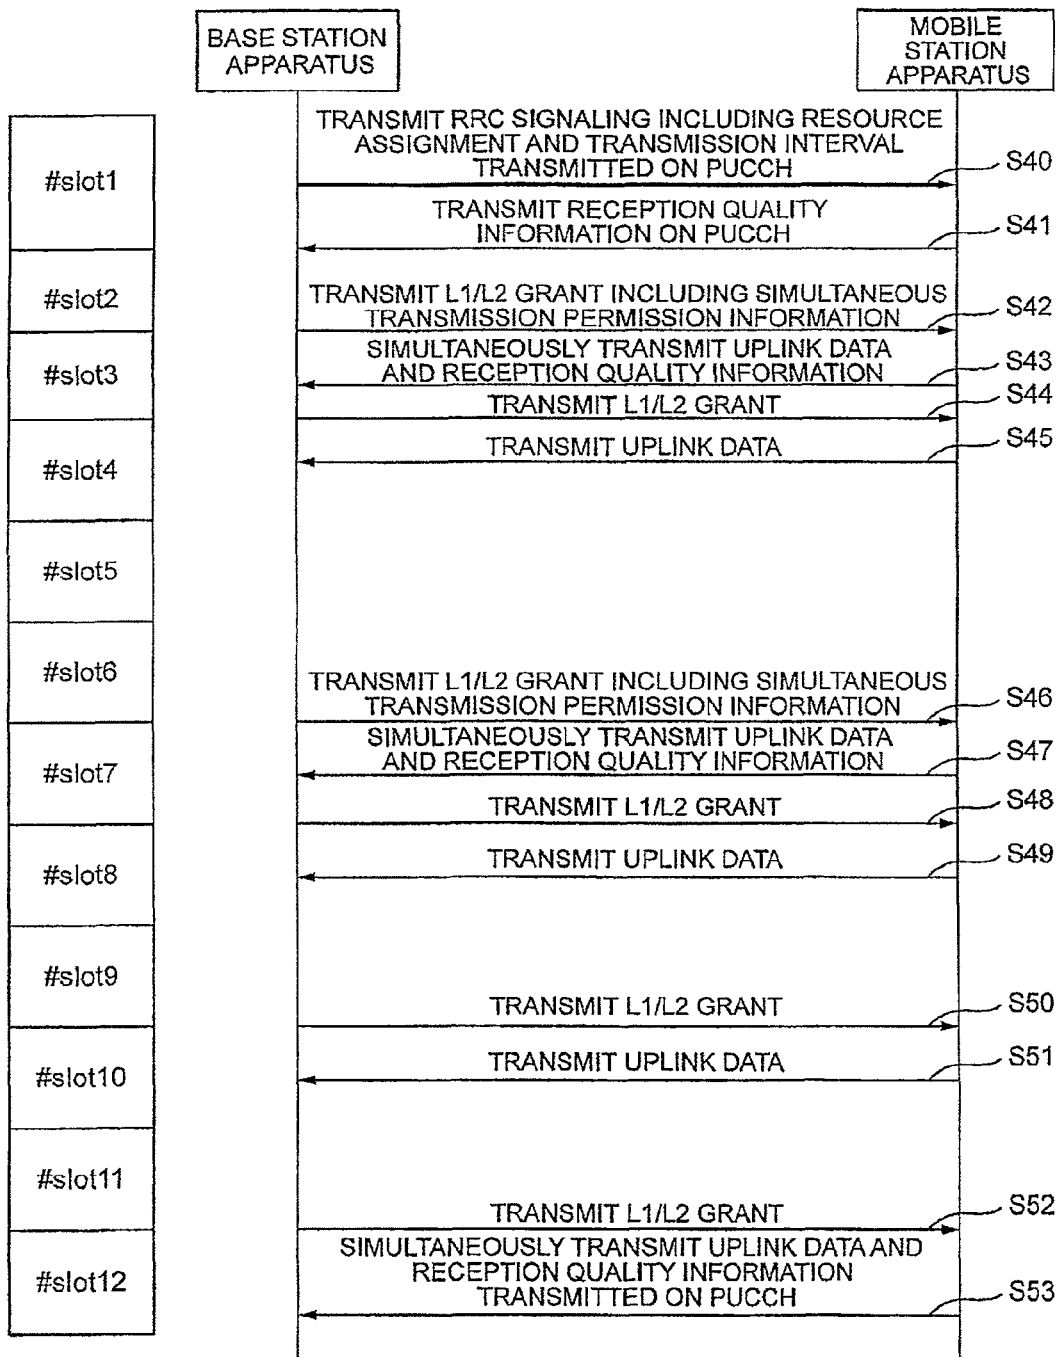 BASE STATION
APPARATUS
MOBILE
STATION
APPARATUS
#slot1
TRANSMIT RRC SIGNALING INCLUDING RESOURCE
ASSIGNMENT AND TRANSMISSION INTERVAL
TRANSMITTED ON PUCCH
S40
TRANSMIT RECEPTION QUALITY
INFORMATION ON PUCCH
S41
#slot2
TRANSMIT L1/L2 GRANT INCLUDING SIMULTANEOUS
TRANSMISSION PERMISSION INFORMATION
S42
#slot3
SIMULTANEOUSLY TRANSMIT UPLINK DATA
AND RECEPTION QUALITY INFORMATION
S43
TRANSMIT L1/L2 GRANT
S44
#slot4
TRANSMIT UPLINK DATA
S45
#slot5
#slot6
TRANSMIT L1/L2 GRANT INCLUDING SIMULTANEOUS
TRANSMISSION PERMISSION INFORMATION
S46
#slot7
SIMULTANEOUSLY TRANSMIT UPLINK DATA
AND RECEPTION QUALITY INFORMATION
S47
TRANSMIT L1/L2 GRANT
S48
#slot8
TRANSMIT UPLINK DATA
S49
#slot9
TRANSMIT L1/L2 GRANT
S50
#slot10
TRANSMIT UPLINK DATA
S51
#slot11
TRANSMIT L1/L2 GRANT
S52
#slot12
SIMULTANEOUSLY TRANSMIT UPLINK DATA AND
RECEPTION QUALITY INFORMATION
TRANSMITTED ON PUCCH
S53